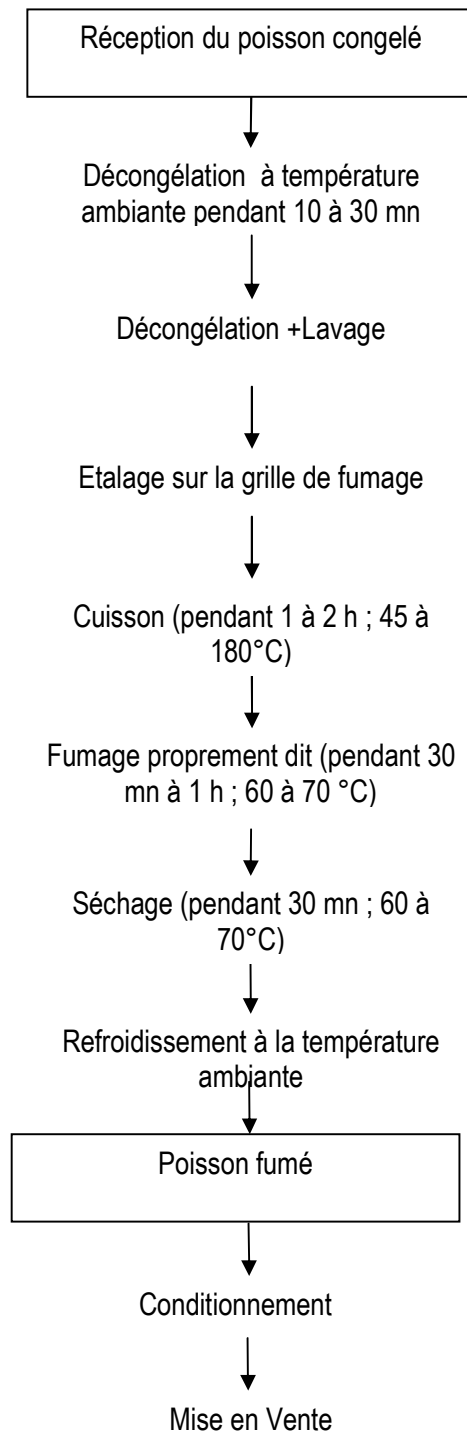 Réception du poisson congelé
Décongélation à température
ambiante pendant 10 à 30 mn
Décongélation +Lavage
Etalage sur la grille de fumage
Cuisson (pendant 1 à 2 h ; 45 à
180°C)
Fumage proprement dit (pendant 30
mn à 1 h ; 60 à 70 °C)
Séchage (pendant 30 mn ; 60 à
70°C)
Refroidissement à la température
ambiante
Poisson fumé
Conditionnement
Mise en Vente